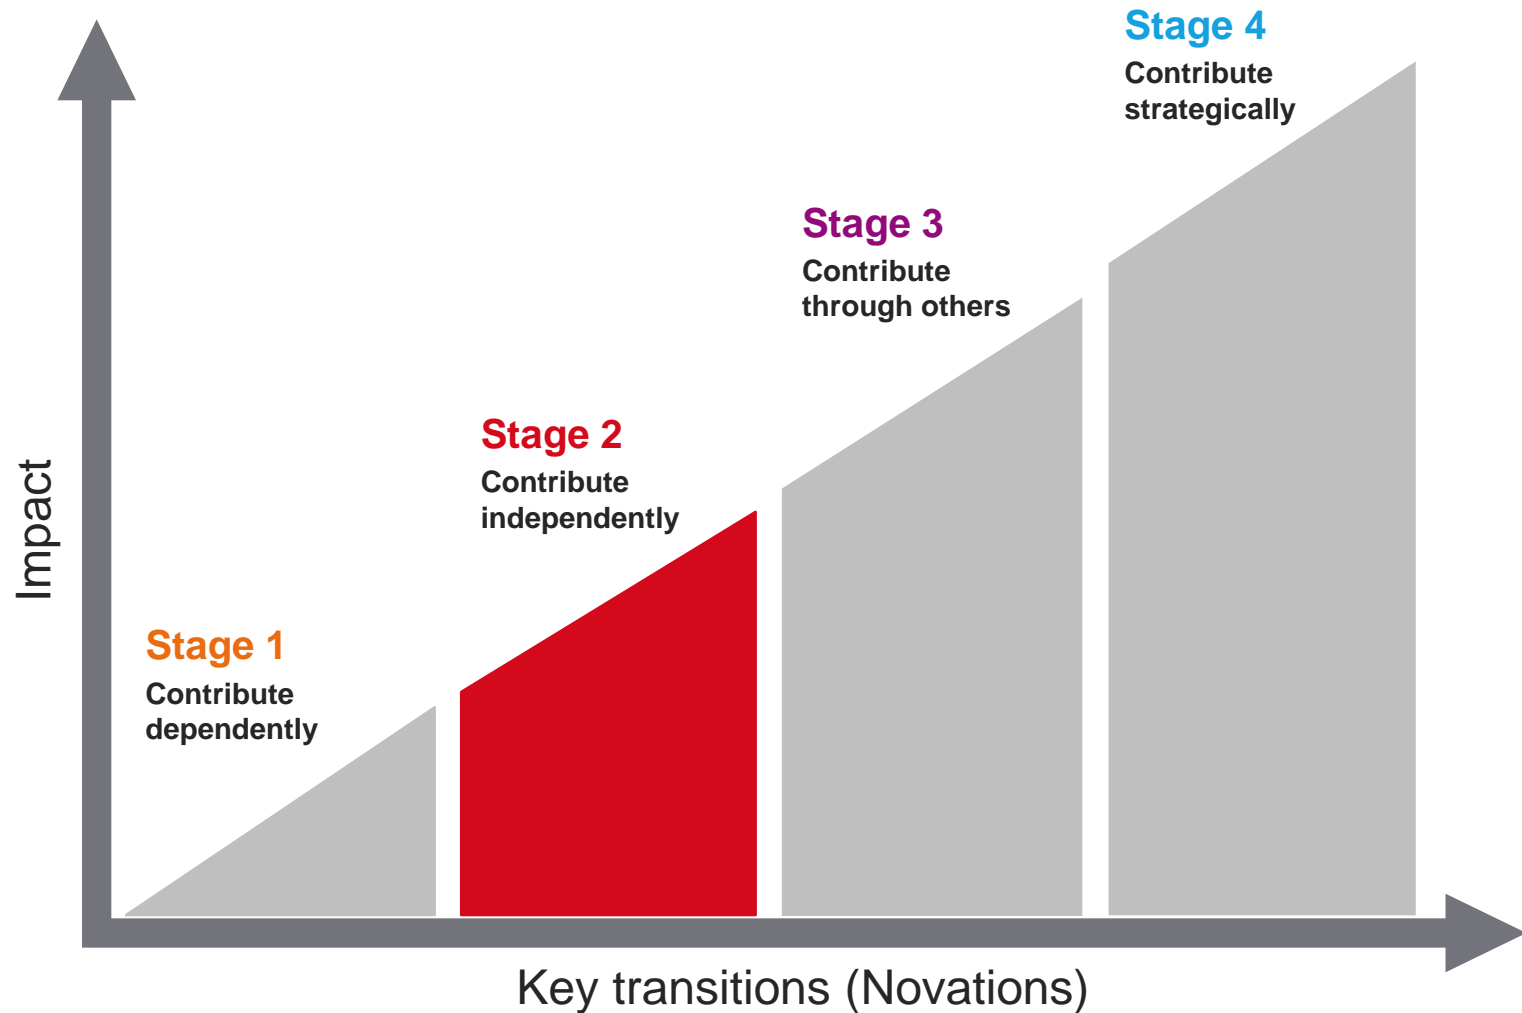 Stage 4
Contribute
strategically
Stage 3
Contribute
through others
Stage 2
Contribute
independently
Stage 1
Contribute
dependently
Impact
Key transitions (Novations)